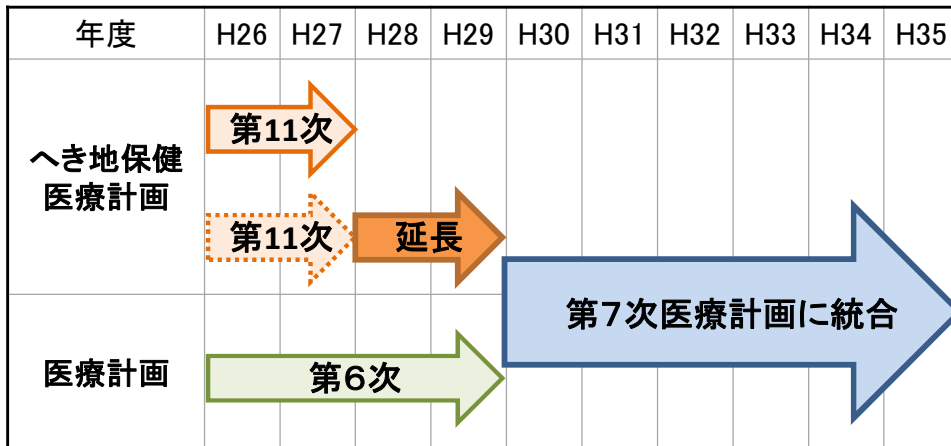 年度 H26 H27 H28 H29 H30 H31 H32 H33 H34 H35
へき地保健
医療計画
第11次
第11次 延長
第7次医療計画に統合
医療計画
第6次